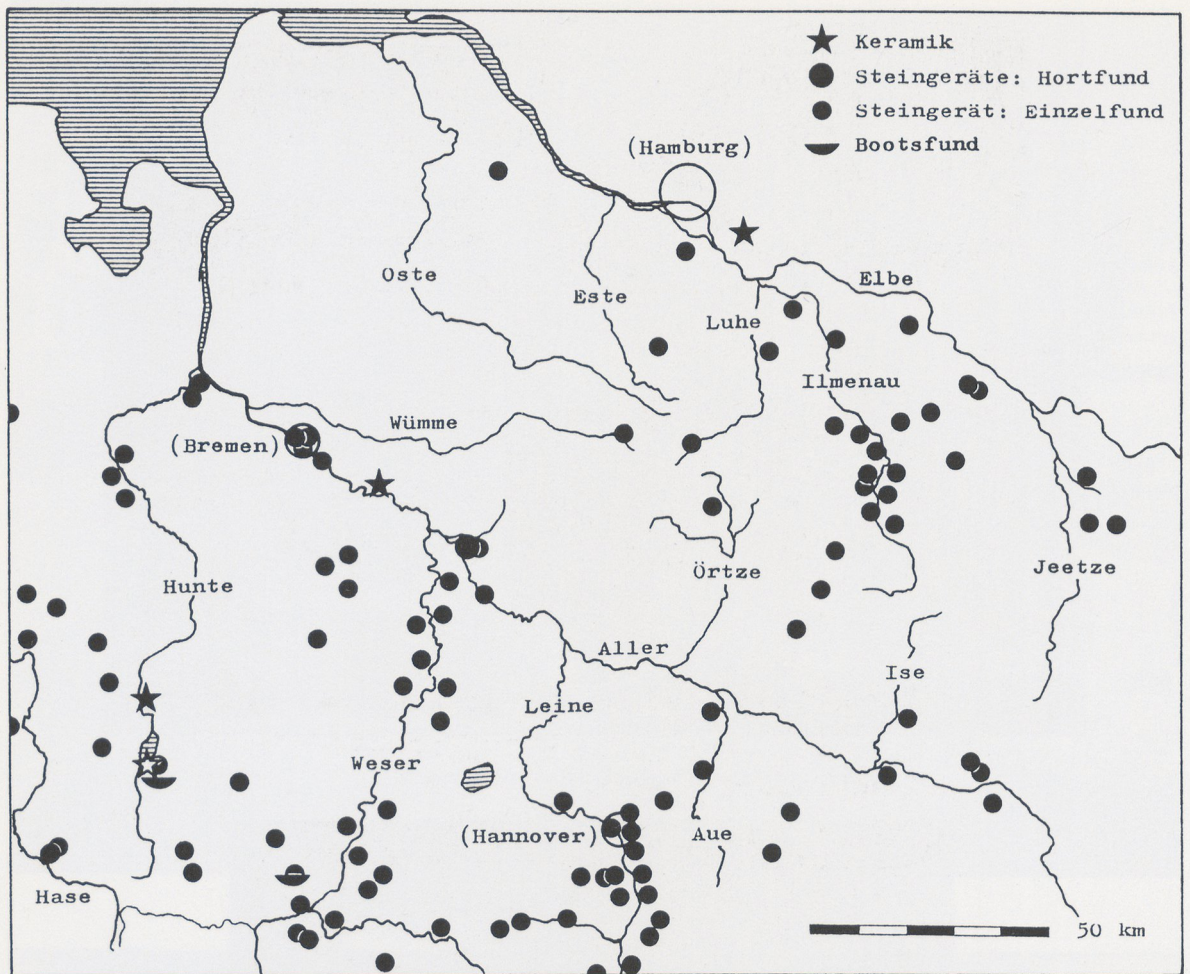 Keramik
Steingeräte: Hortfund
Steingerät: Einzelfund
Bootsfund
(Hamburg)
Oste
Este
Elbe
Luhe
Ilmenau
Wümme
(Bremen)
Hunte
Örtze
Jeetze
Aller
Ise
Leine
Weser
(Hannover)
Aue
Hase
50 km